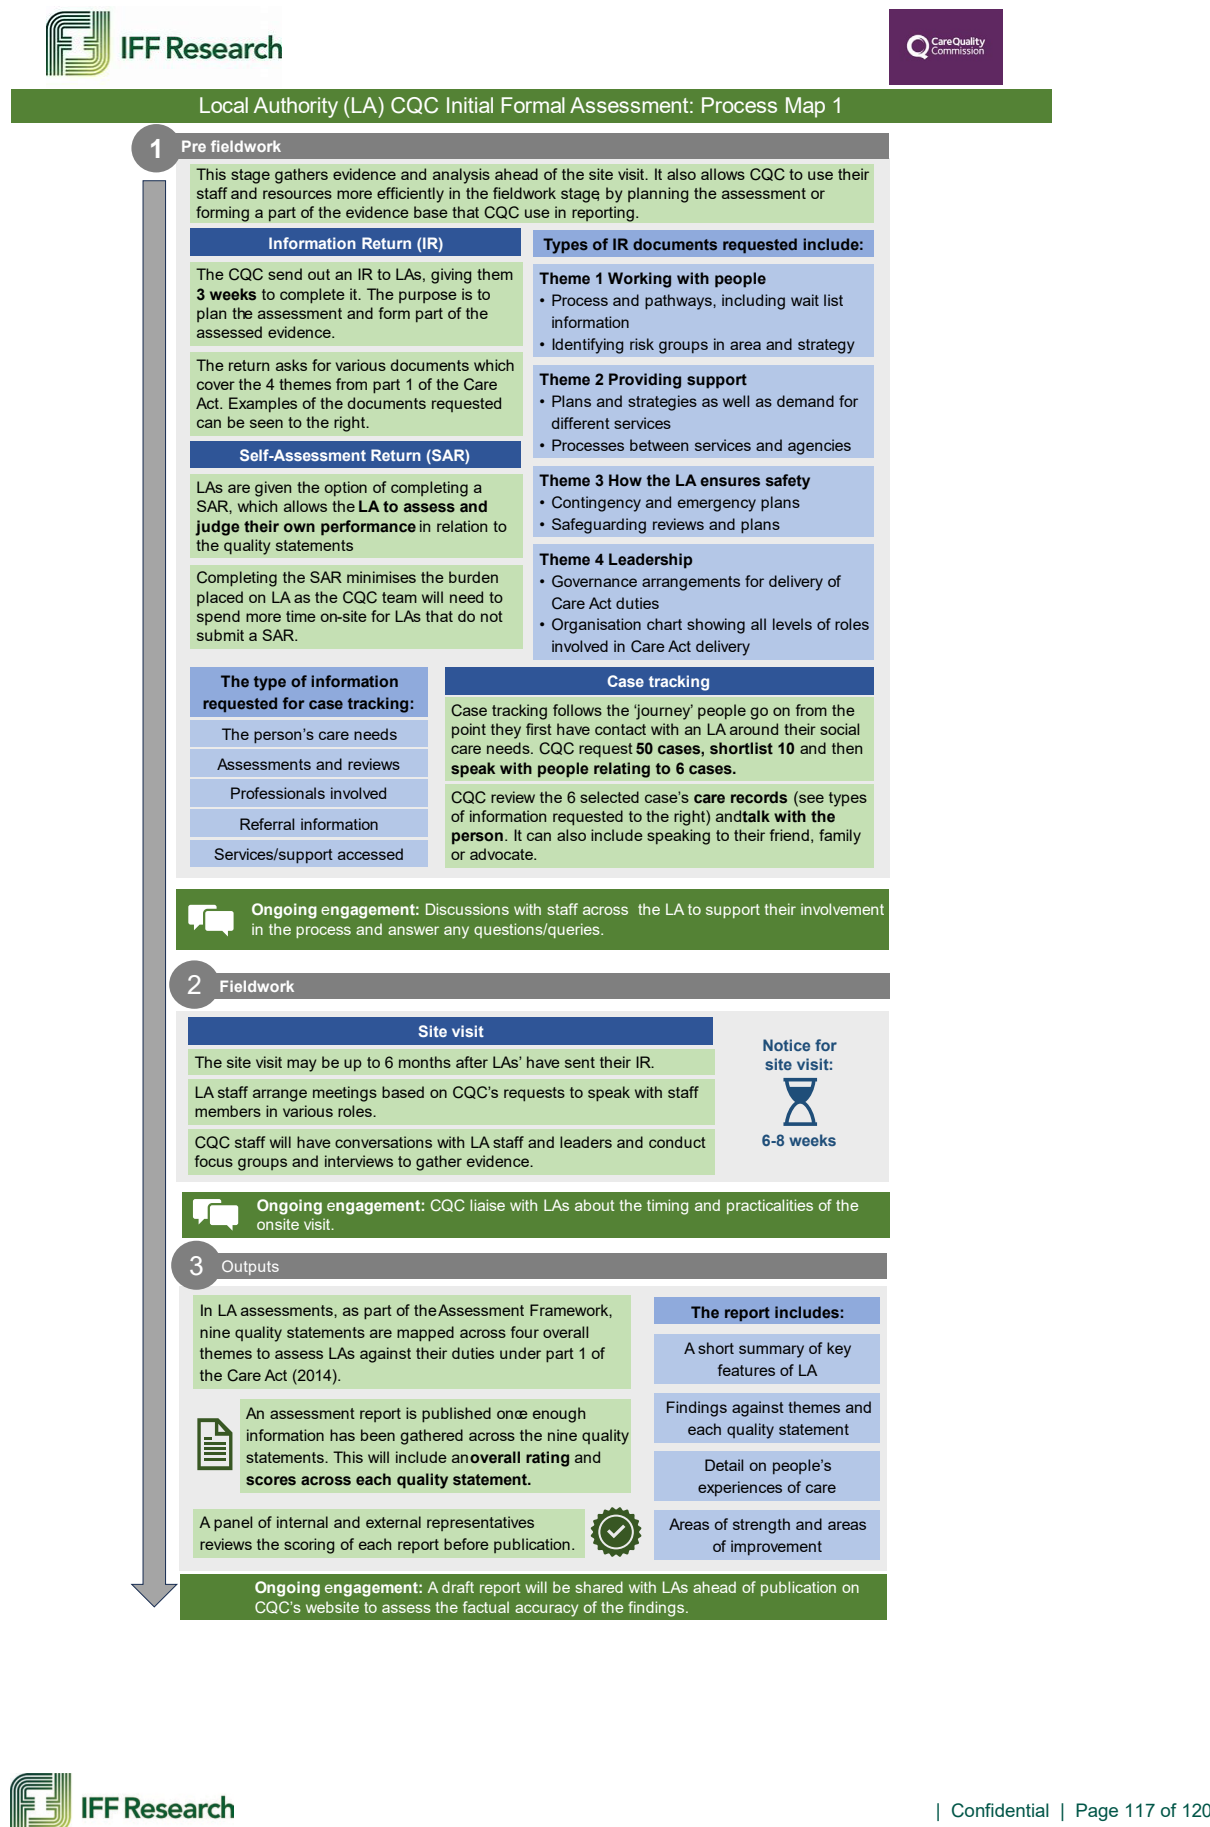 IFF Research
CareQuality
Commission
Local Authority (LA) CQC Initial Formal Assessment: Process Map 1
1
Pre fieldwork
This stage gathers evidence and analysis ahead of the site visit. It also allows CQC to use their
staff and resources more efficiently in the fieldwork stage, by planning the assessment or
forming a part of the evidence base that CQC use in reporting.
Information Return (IR)
The CQC send out an IR to LAs, giving them
3 weeks to complete it. The purpose is to
plan the assessment and form part of the
assessed evidence.
The return asks for various documents which
cover the 4 themes from part 1 of the Care
Act. Examples of the documents requested
can be seen to the right.
Self-Assessment Return (SAR)
LAs are given the option of completing a
SAR, which allows the LA to assess and
judge their own performance in relation to
the quality statements
Completing the SAR minimises the burden
placed on LA as the CQC team will need to
spend more time on-site for LAs that do not
submit a SAR.
Types of IR documents requested include:
Theme 1 Working with people
• Process and pathways, including wait list
information
• Identifying risk groups in area and strategy
Theme 2 Providing support
• Plans and strategies as well as demand for
different services
• Processes between services and agencies
Theme 3 How the LA ensures safety
• Contingency and emergency plans
• Safeguarding reviews and plans
Theme 4 Leadership
• Governance arrangements for delivery of
Care Act duties
• Organisation chart showing all levels of roles
involved in Care Act delivery
The type of information
requested for case tracking:
The person's care needs
Assessments and reviews
Professionals involved
Referral information
Services/support accessed
Case tracking
Case tracking follows the 'journey' people go on from the
point they first have contact with an LA around their social
care needs. CQC request 50 cases, shortlist 10 and then
speak with people relating to 6 cases.
CQC review the 6 selected case's care records (see types
of information requested to the right) and talk with the
person. It can also include speaking to their friend, family
or advocate.
Ongoing engagement: Discussions with staff across the LA to support their involvement
in the process and answer any questions/queries.
2
Fieldwork
Site visit
The site visit may be up to 6 months after LAs' have sent their IR.
LA staff arrange meetings based on CQC's requests to speak with staff
members in various roles.
CQC staff will have conversations with LA staff and leaders and conduct
focus groups and interviews to gather evidence.
Notice for
site visit:
6-8 weeks
Ongoing engagement: CQC liaise with LAs about the timing and practicalities of the
onsite visit.
3
Outputs
In LA assessments, as part of the Assessment Framework,
nine quality statements are mapped across four overall
themes to assess LAs against their duties under part 1 of
the Care Act (2014).
An assessment report is published once enough
information has been gathered across the nine quality
statements. This will include an overall rating and
scores across each quality statement.
A panel of internal and external representatives
reviews the scoring of each report before publication.
The report includes:
A short summary of key
features of LA
Findings against themes and
each quality statement
Detail on people's
experiences of care
Areas of strength and areas
of improvement
Ongoing engagement: A draft report will be shared with LAs ahead of publication on
CQC's website to assess the factual accuracy of the findings.
IFF Research
| Confidential | Page 117 of 120